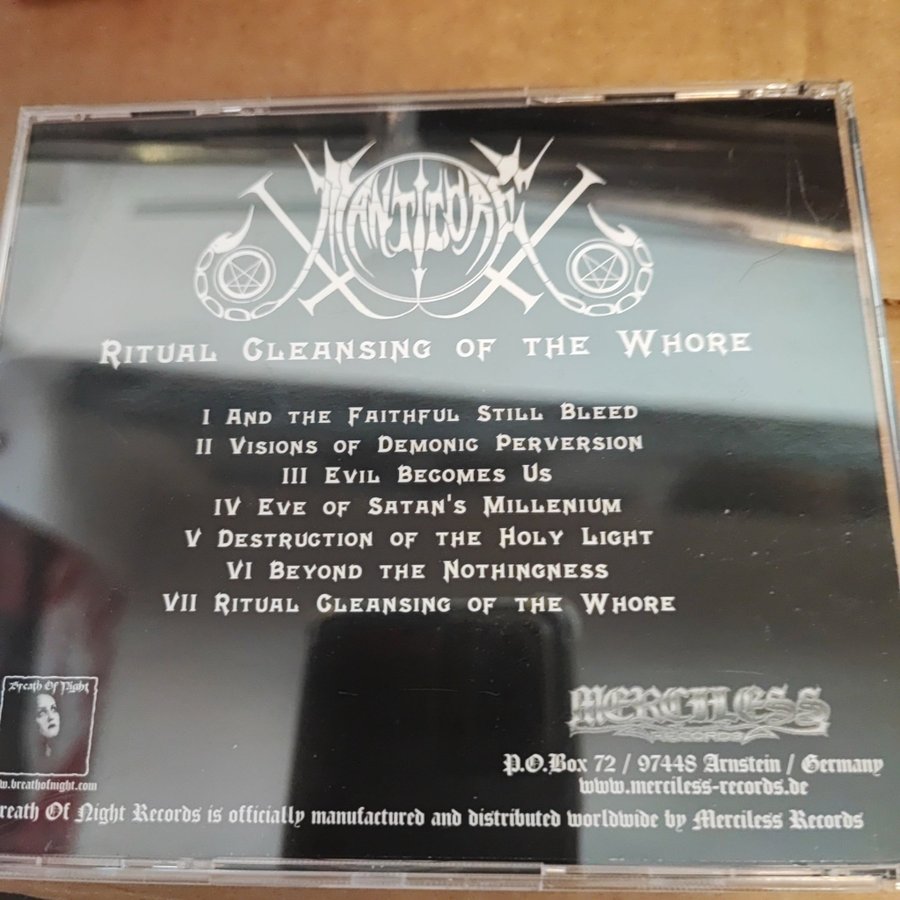 MANTICORE
RITUAL CLEANSING OF THE WHORE
I AND THE FAITHFUL STILL BLEED
II VISIONS OF DEMONIC PERVERSION
III EVIL BECOMES US
IV EVE OF SATAN'S MILLENIUM
V DESTRUCTION OF THE HOLY LIGHT
VI BEYOND THE NOTHINGNESS
VII RITUAL CLEANSING OF THE WHORE
Breath Of Night
w.breathofnight.com
MERCILESS
RECORDS
P.O.Box 72 / 97448 Arnstein / Germany
www.merciless-records.de
reath Of Night Records is officially manufactured and distributed worldwide by Merciless Records